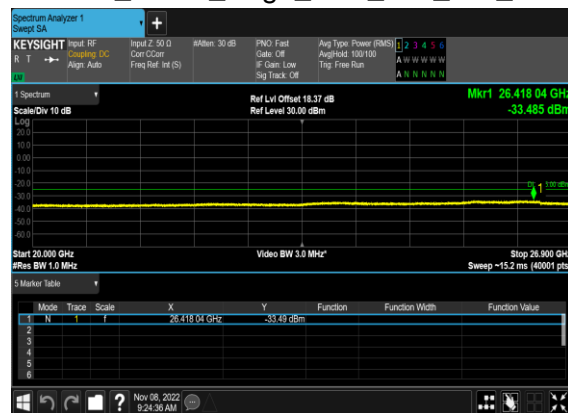 Spectrum Analyzer 1
Swept SA
+
KEYSIGHT
R T
Input: RF
Coupling: DC
Align: Auto
Input Z: 50 Ω
Corr CCorr
Freq Ref: Int (S)
#Atten: 30 dB
PNO: Fast
Gate: Off
IF Gain: Low
Sig Track: Off
Avg Type: Power (RMS)
Avg|Hold: 100/100
Trig: Free Run
1 2 3 4 5 6
A W W W W W
A N N N N N
1 Spectrum
Scale/Div 10 dB
Ref Lvl Offset 18.37 dB
Ref Level 30.00 dBm
Mkr1 26.418 04 GHz
-33.485 dBm
Log
20.0
10.0
0.00
-10.0
-20.0
-30.0
-40.0
-50.0
-60.0
1
Start 20.000 GHz
#Res BW 1.0 MHz
Video BW 3.0 MHz*
Stop 26.900 GHz
Sweep ~15.2 ms (40001 pts)
5 Marker Table
Mode Trace Scale X Y Function Function Width Function Value
1 N 1 f 26.418 04 GHz -33.49 dBm
2
3
4
5
6
?
Nov 08, 2022
9:24:36 AM